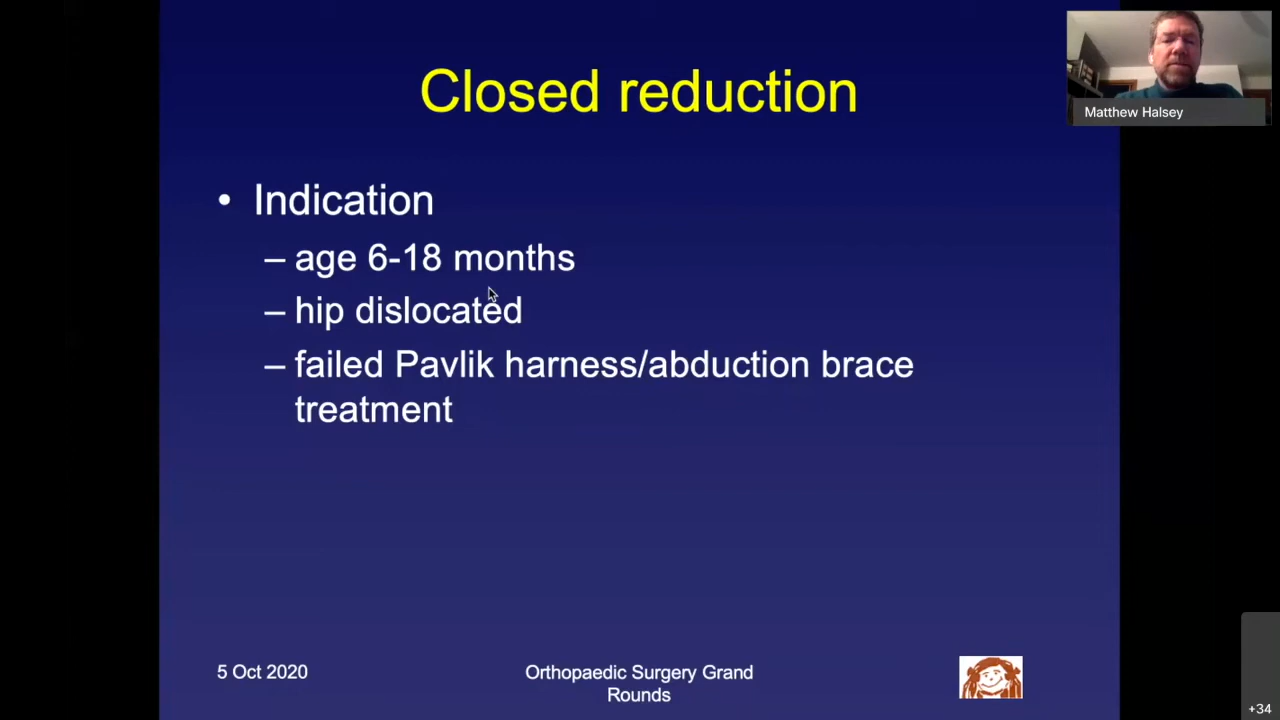 Closed reduction
Matthew Halsey
• Indication
– age 6-18 months
– hip dislocated
– failed Pavlik harness/abduction brace
treatment
5 Oct 2020
Orthopaedic Surgery Grand
Rounds
+34